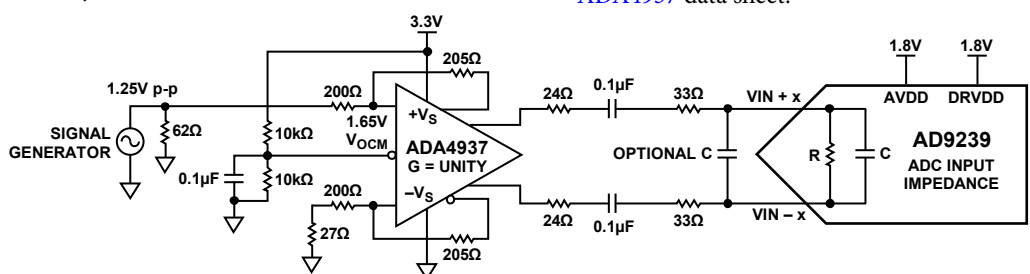 ADA4937 data sheet.
3.3V
205Ω
1.8V 1.8V
1.25V p-p
200Ω
0.1µF
24Ω
33Ω
VIN + x
AVDD DRVDD
SIGNAL
GENERATOR
62Ω
10kΩ
1.65V
VOCM
+VS
ADA4937
G = UNITY
–VS
OPTIONAL C
R
C
AD9239
ADC INPUT
IMPEDANCE
0.1µF
10kΩ
200Ω
27Ω
205Ω
24Ω
0.1µF
33Ω
VIN – x